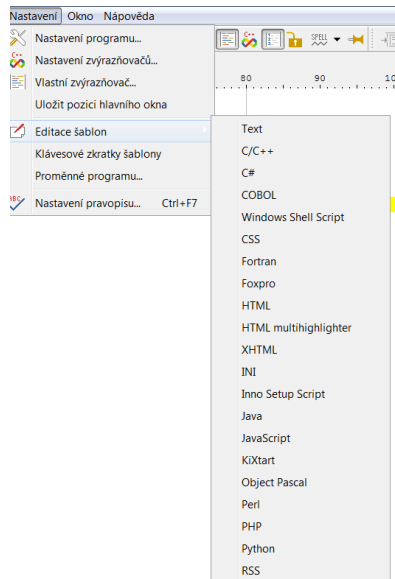 Nastavení Okno Nápověda
Nastavení programu...
Nastavení zvýrazňovačů...
Vlastní zvýrazňovač...
Uložit pozici hlavního okna
Editace šablon
Klávesové zkratky šablony
Proměnné programu...
ABC
Nastavení pravopisu... Ctrl+F7
C++
SPELL
80 90 10
Text
C/C++
C#
COBOL
Windows Shell Script
CSS
Fortran
Foxpro
HTML
HTML multihighlighter
XHTML
INI
Inno Setup Script
Java
JavaScript
KiXtart
Object Pascal
Perl
PHP
Python
RSS